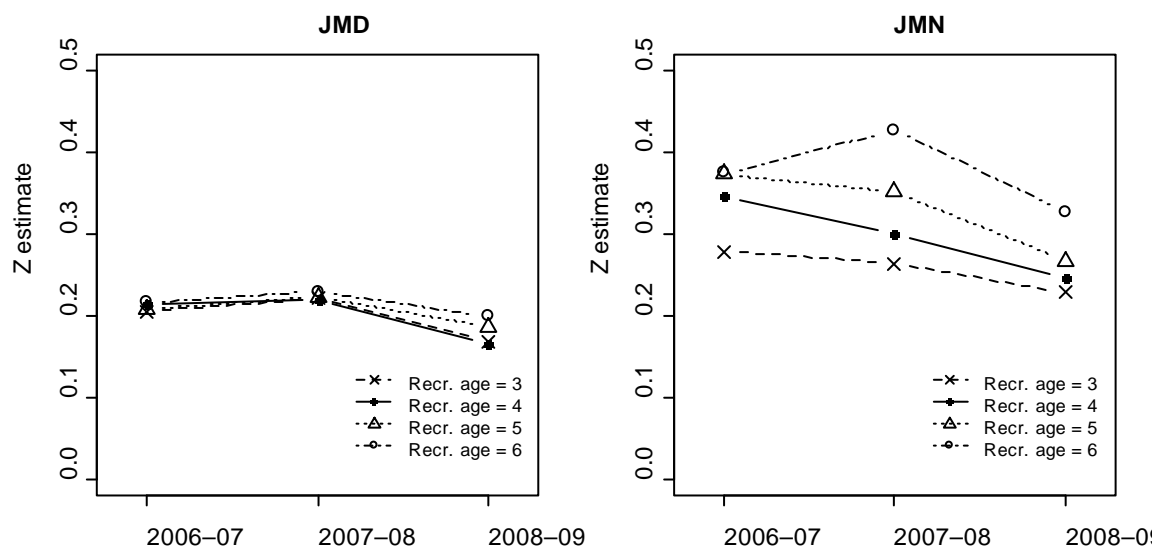 JMD
Z estimate
0.5
0.4
0.3
0.2
0.1
0.0
Recr. age = 3
Recr. age = 4
Recr. age = 5
Recr. age = 6
2006–07 2007–08 2008–09
JMN
Z estimate
0.5
0.4
0.3
0.2
0.1
0.0
Recr. age = 3
Recr. age = 4
Recr. age = 5
Recr. age = 6
2006–07 2007–08 2008–09